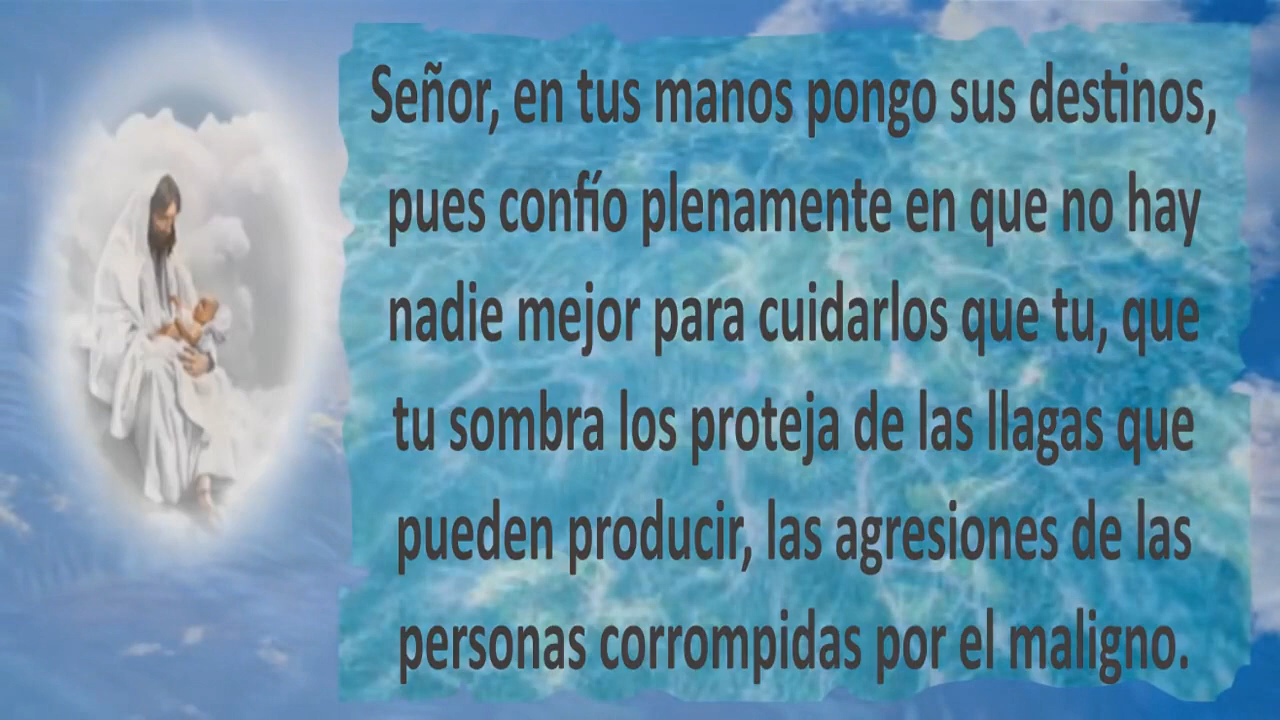 Señor, en tus manos pongo sus destinos,
pues confío plenamente en que no hay
nadie mejor para cuidarlos que tu, que
tu sombra los proteja de las llagas que
pueden producir, las agresiones de las
personas corrompidas por el maligno.